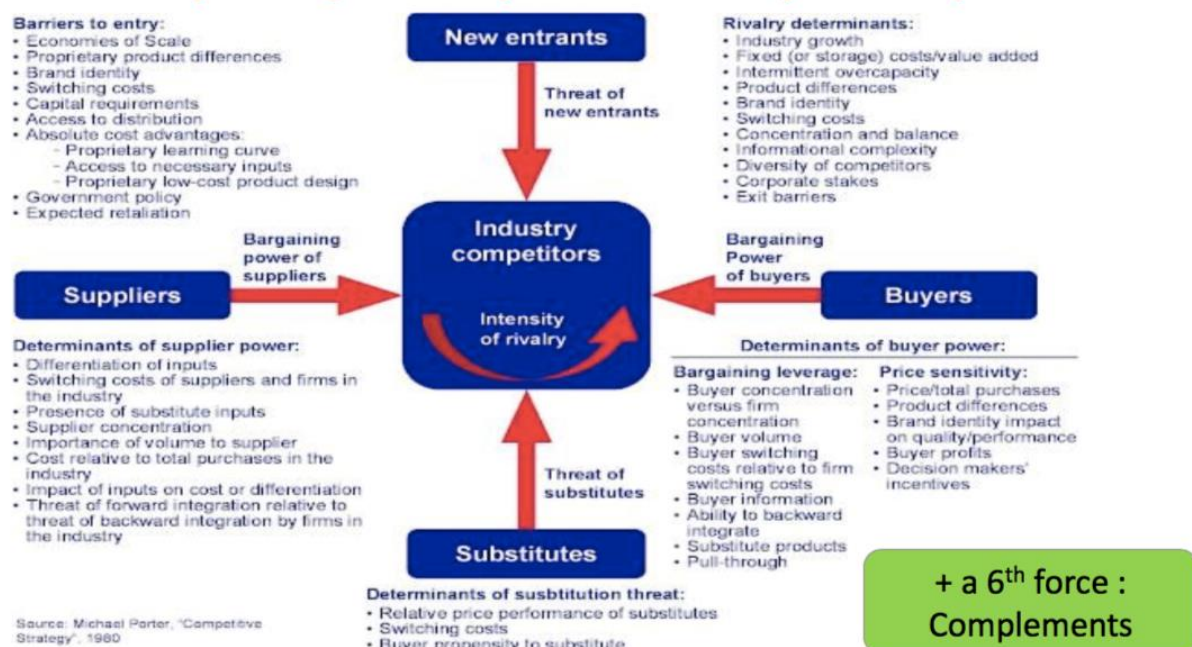 Barriers to entry:
• Economies of Scale
• Proprietary product differences
• Brand identity
• Switching costs
• Capital requirements
• Access to distribution
• Absolute cost advantages:
- Proprietary learning curve
- Access to necessary inputs
- Proprietary low-cost product design
• Government policy
• Expected retaliation
New entrants
Threat of
new entrants
Rivalry determinants:
• Industry growth
• Fixed (or storage) costs/value added
• Intermittent overcapacity
• Product differences
• Brand identity
• Switching costs
• Concentration and balance
• Informational complexity
• Diversity of competitors
• Corporate stakes
• Exit barriers
Suppliers
Bargaining
power of
suppliers
Industry
competitors
Intensity
of rivalry
Bargaining
Power
of buyers
Buyers
Determinants of supplier power:
• Differentiation of inputs
• Switching costs of suppliers and firms in
the industry
• Presence of substitute inputs
• Supplier concentration
• Importance of volume to supplier
• Cost relative to total purchases in the
industry
• Impact of inputs on cost or differentiation
• Threat of forward integration relative to
threat of backward integration by firms in
the industry
Threat of
substitutes
Substitutes
Determinants of susbtitution threat:
• Relative price performance of substitutes
• Switching costs
• Buyer propensity to substitute
Determinants of buyer power:
Bargaining leverage:
• Buyer concentration
versus firm
concentration
• Buyer volume
• Buyer switching
costs relative to firm
switching costs
• Buyer information
• Ability to backward
integrate
• Substitute products
• Pull-through
Price sensitivity:
• Price/total purchases
• Product differences
• Brand identity impact
on quality/performance
• Buyer profits
• Decision makers'
incentives
+ a 6th force :
Complements
Source: Michael Porter, "Competitive
Strategy", 1980